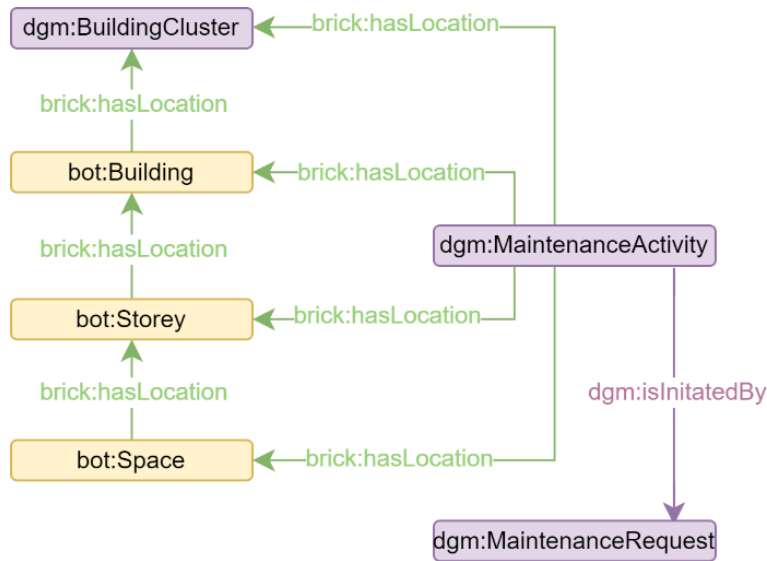 dgm:BuildingCluster
brick:hasLocation
brick:hasLocation
bot:Building
brick:hasLocation
dgm:MaintenanceActivity
brick:hasLocation
bot:Storey
brick:hasLocation
brick:hasLocation
dgm:isInitatedBy
bot:Space
brick:hasLocation
dgm:MaintenanceRequest